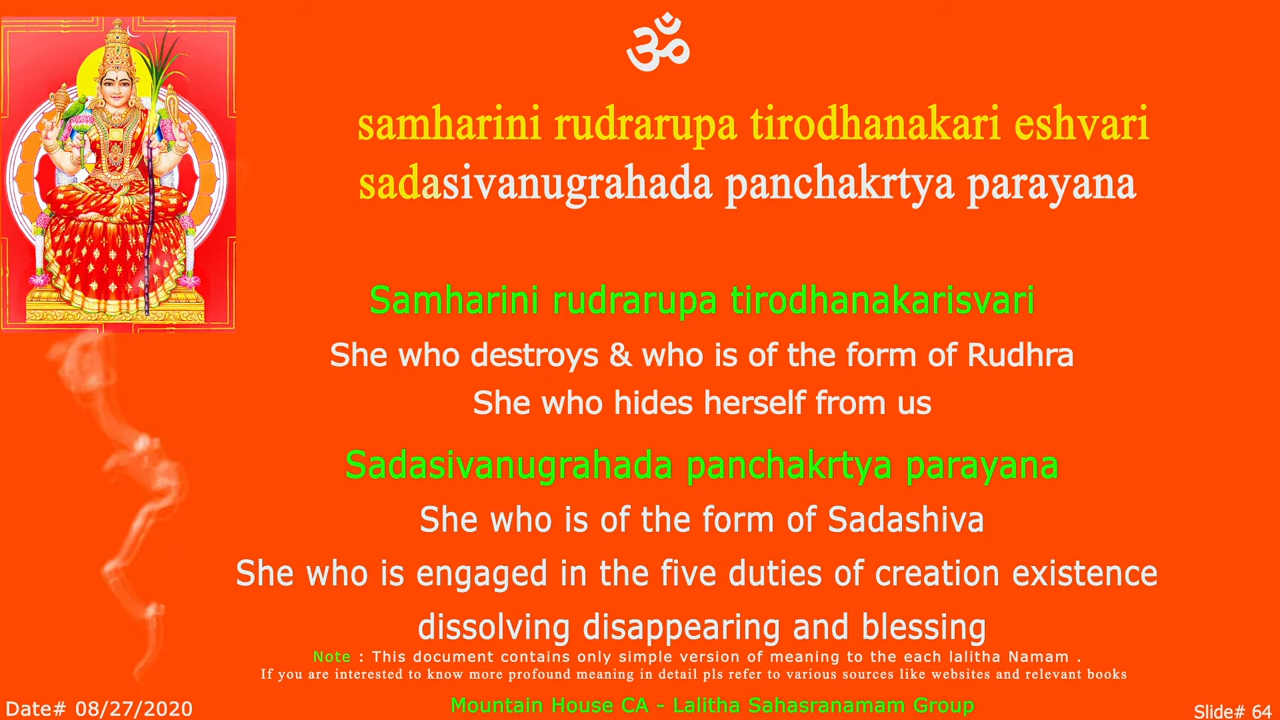 ॐ
samharini rudrarupa tirodhanakari eshvari
sadasivanugrahada panchakrtya parayana
Samharini rudrarupa tirodhanakarisvari
She who destroys & who is of the form of Rudhra
She who hides herself from us
Sadasivanugrahada panchakrtya parayana
She who is of the form of Sadashiva
She who is engaged in the five duties of creation existence
dissolving disappearing and blessing
Note : This document contains only simple version of meaning to the each lalitha Namam .
If you are interested to know more profound meaning in detail pls refer to various sources like websites and relevant books
Mountain House CA - Lalitha Sahasranamam Group
Date# 08/27/2020
Slide# 64